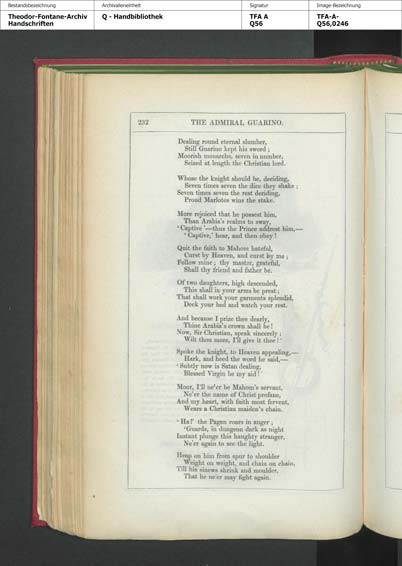 Bestandsbezeichnung
Theodor-Fontane-Archiv
Handschriften
Archivalieneinheit
Q - Handbibliothek
Signatur
TFA A
Q56
Image-Bezeichnung
TFA-A-
Q56,0246
232 THE ADMIRAL GUARINO.
Dealing round eternal slumber,
Still Guarino kept his sword;
Moorish monarchs, seven in number,
Seized at length the Christian lord.
Whose the knight should be, deciding,
Seven times seven the dice they shake;
Seven times seven the rest deriding,
Proud Marlotes wins the stake.
More rejoiced that he possest him,
Than Arabia's realms to sway,
'Captive'—thus the Prince addrest him,—
'Captive,' hear, and then obey!
Quit the faith to Mahom hateful,
Curst by Heaven, and curst by me;
Follow mine; thy master, grateful,
Shall thy friend and father be.
Of two daughters, high descended,
This shall in your arms be prest;
That shall work your garments splendid,
Deck your bed and watch your rest.
And because I prize thee dearly,
Thine Arabia's crown shall be!
Now, Sir Christian, speak sincerely;
Wilt thou more, I'll give it thee!'
Spoke the knight, to Heaven appealing,—
Hark, and heed the word he said,—
'Subtly now is Satan dealing,
Blessed Virgin be my aid!'
Moor, I'll ne'er be Mahom's servant,
Ne'er the name of Christ profane,
And my heart, with faith most fervent,
Wears a Christian maiden's chain.
'Ha!' the Pagan roars in anger;
'Guards, in dungeon dark as night
Instant plunge this haughty stranger,
Ne'er again to see the light.
Heap on him from spur to shoulder
Weight on weight, and chain on chain,
Till his sinews shrink and moulder,
That he ne'er may fight again.